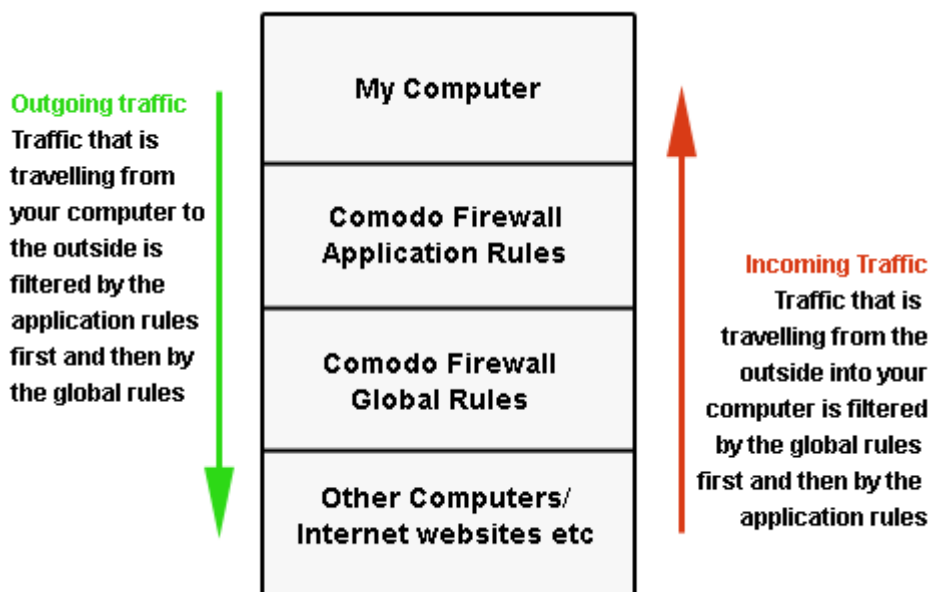 My Computer
Outgoing traffic
Traffic that is
travelling from
your computer to
the outside is
filtered by the
application rules
first and then by
the global rules
Comodo Firewall
Application Rules
Comodo Firewall
Global Rules
Other Computers/
Internet websites etc
Incoming Traffic
Traffic that is
travelling from the
outside into your
computer is filtered
by the global rules
first and then by the
application rules